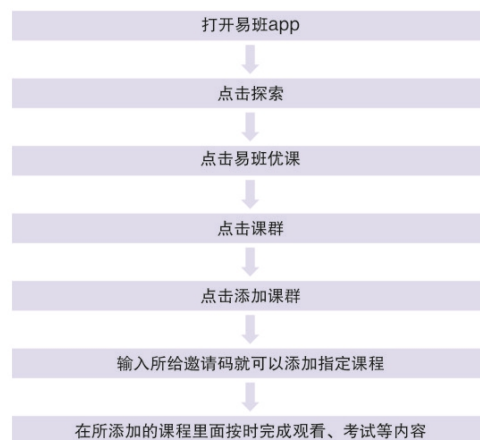 打开易班app
点击探索
点击易班优课
点击课群
点击添加课群
输入所给邀请码就可以添加指定课程
在所添加的课程里面按时完成观看、考试等内容